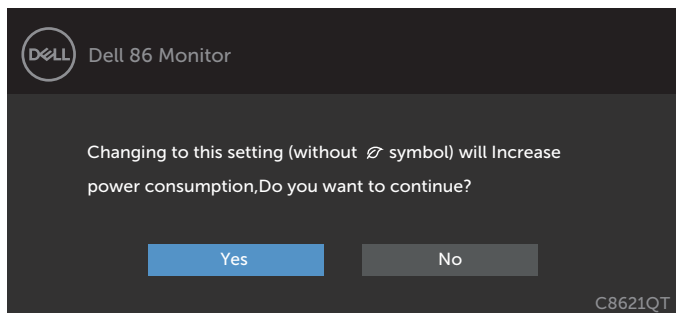 DELL
Dell 86 Monitor
Changing to this setting (without symbol) will Increase
power consumption,Do you want to continue?
Yes
No
C8621QT